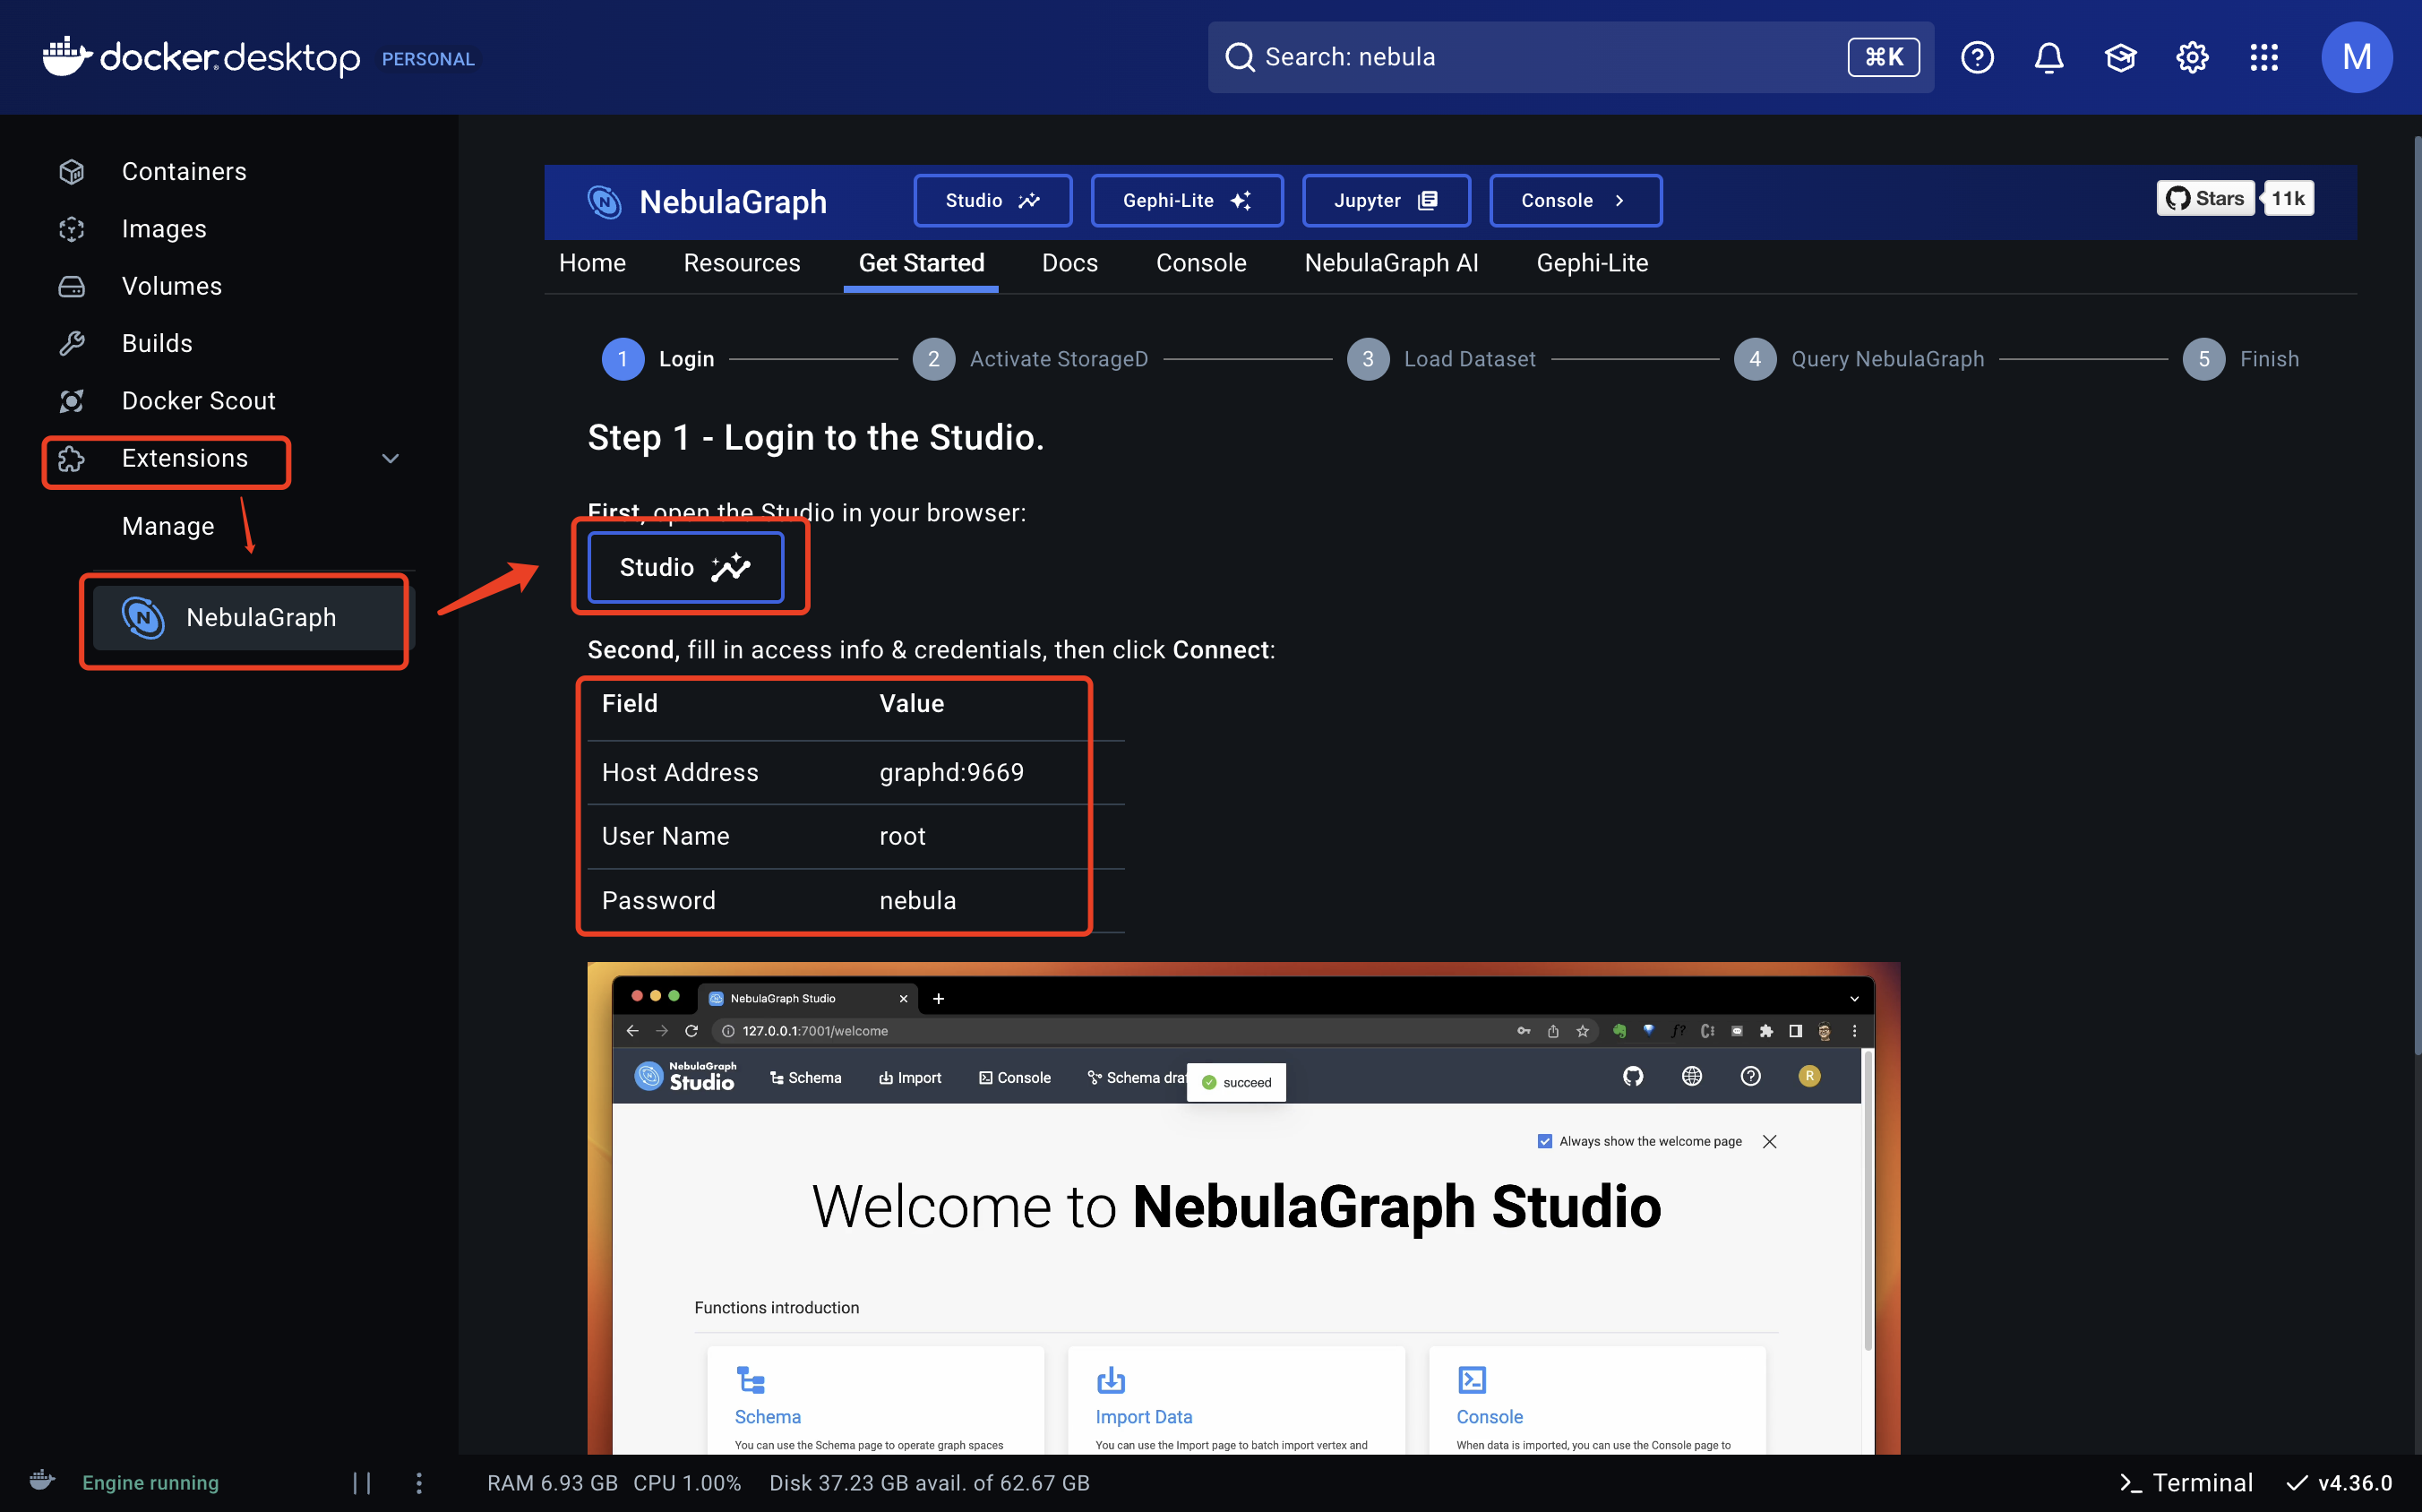 docker desktop PERSONAL
Search: nebula
⌘K
M
Containers
Images
Volumes
Builds
Docker Scout
Extensions
Manage
NebulaGraph
NebulaGraph
Studio
Gephi-Lite
Jupyter
Console
Stars
11k
Home
Resources
Get Started
Docs
Console
NebulaGraph AI
Gephi-Lite
1 Login
2 Activate StorageD
3 Load Dataset
4 Query NebulaGraph
5 Finish
Step 1 - Login to the Studio.
First, open the Studio in your browser:
Studio
Second, fill in access info & credentials, then click Connect:
Field Value
Host Address graphd:9669
User Name root
Password nebula
NebulaGraph Studio
127.0.0.1:7001/welcome
NebulaGraph
Studio
Schema
Import
Console
Schema draf
succeed
R
Always show the welcome page
Welcome to NebulaGraph Studio
Functions introduction
Schema
You can use the Schema page to operate graph spaces
Import Data
You can use the Import page to batch import vertex and
Console
When data is imported, you can use the Console page to
Engine running
RAM 6.93 GB CPU 1.00% Disk 37.23 GB avail. of 62.67 GB
Terminal
v4.36.0